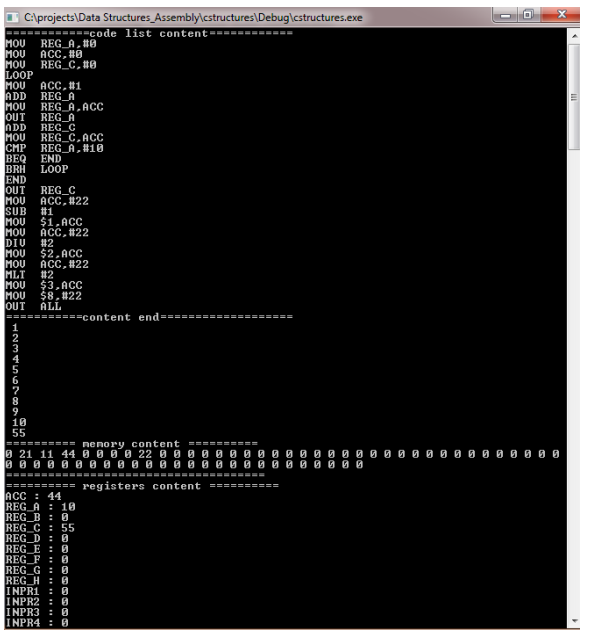 C:\projects\Data Structures_Assembly\cstructures\Debug\cstructures.exe
============code list content============
MOV REG_A,#0
MOV ACC,#0
MOV REG_C,#0
LOOP
MOV ACC,#1
ADD REG_A
MOV REG_A,ACC
OUT REG_A
ADD REG_C
MOV REG_C,ACC
CMP REG_A,#10
BEQ END
BRH LOOP
END
OUT REG_C
MOV ACC,#22
SUB #1
MOV $1,ACC
MOV ACC,#22
DIV #2
MOV $2,ACC
MOV ACC,#22
MLT #2
MOV $3,ACC
MOV $8,#22
OUT ALL
===========content end===================
1
2
3
4
5
6
7
8
9
10
55
========== memory content ==========
0 21 11 44 0 0 0 0 22 0 0 0 0 0 0 0 0 0 0 0 0 0 0 0 0 0 0 0 0 0 0 0 0 0 0 0 0 0
0 0 0 0 0 0 0 0 0 0 0 0 0 0 0 0 0 0 0 0 0 0 0 0 0 0
=====================================
========== registers content ==========
ACC : 44
REG_A : 10
REG_B : 0
REG_C : 55
REG_D : 0
REG_E : 0
REG_F : 0
REG_G : 0
REG_H : 0
INPR1 : 0
INPR2 : 0
INPR3 : 0
INPR4 : 0